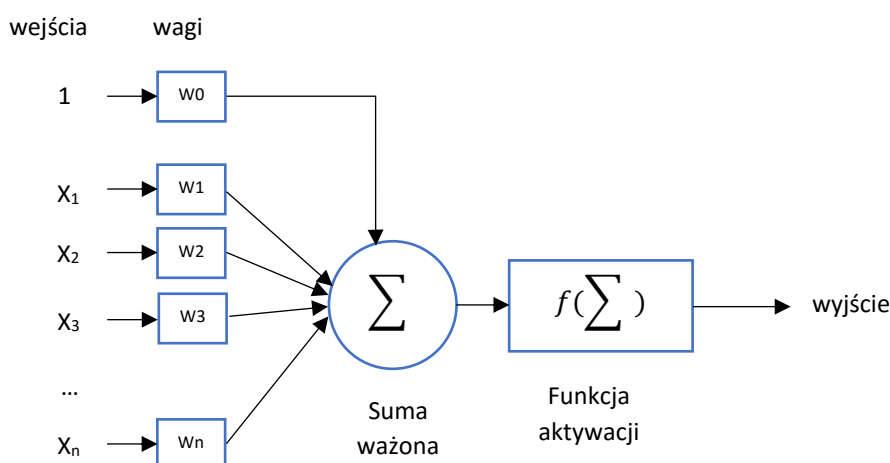 wejścia wagi
1 W0
X₁ W1
X₂ W2
X₃ W3
∑ f(∑ ) wyjście
...
Xₙ Wn
Suma
ważona
Funkcja
aktywacji